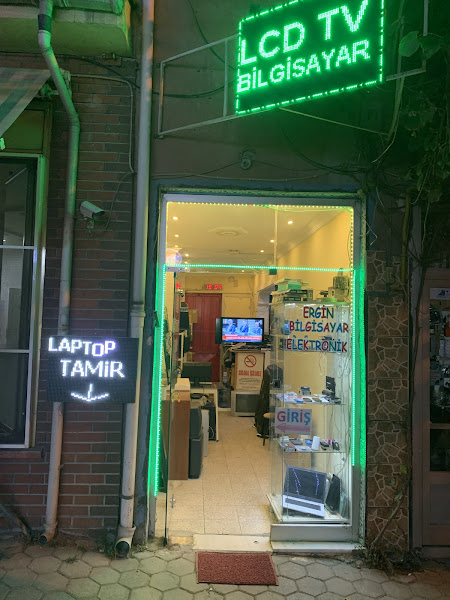 LCD TV
BİLGİSAYAR
ERGİN
BİLGİSAYAR
ELEKTRONİK
LAPTOP
TAMİR
GİRİŞ